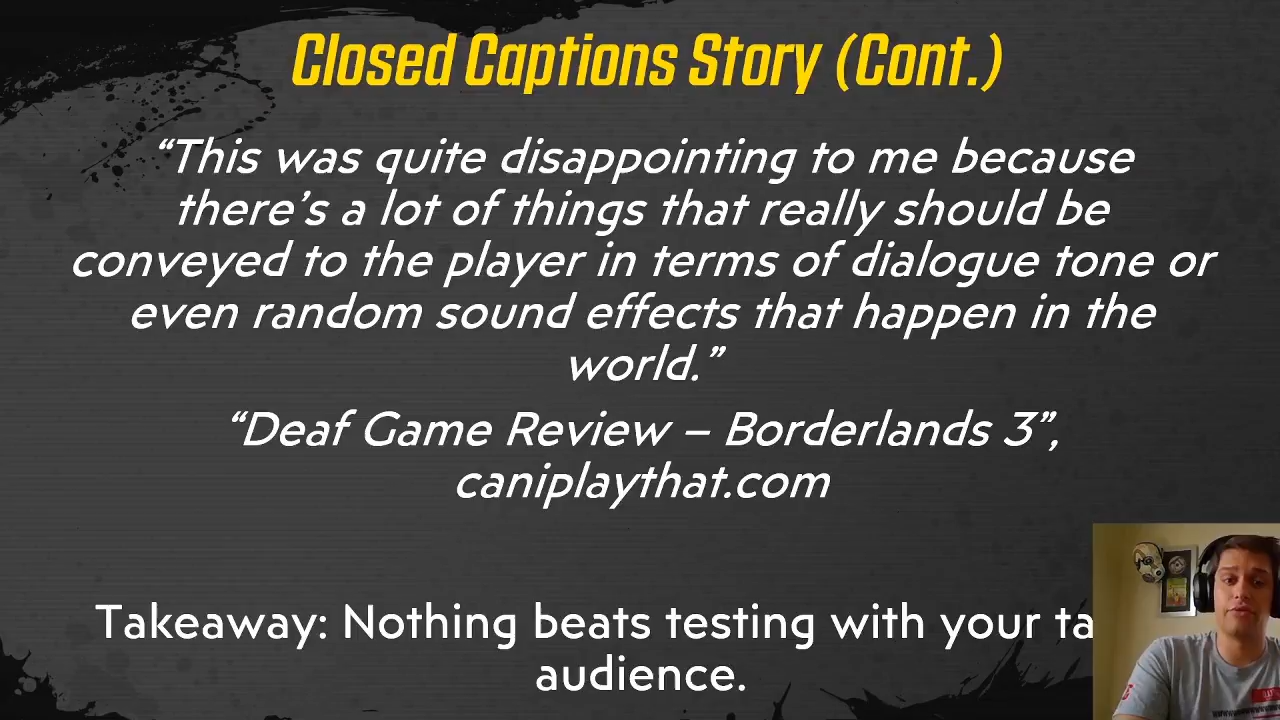 Closed Captions Story (Cont.)
“This was quite disappointing to me because
there’s a lot of things that really should be
conveyed to the player in terms of dialogue tone or
even random sound effects that happen in the
world.”
“Deaf Game Review – Borderlands 3”,
caniplaythat.com
Takeaway: Nothing beats testing with your ta
audience.